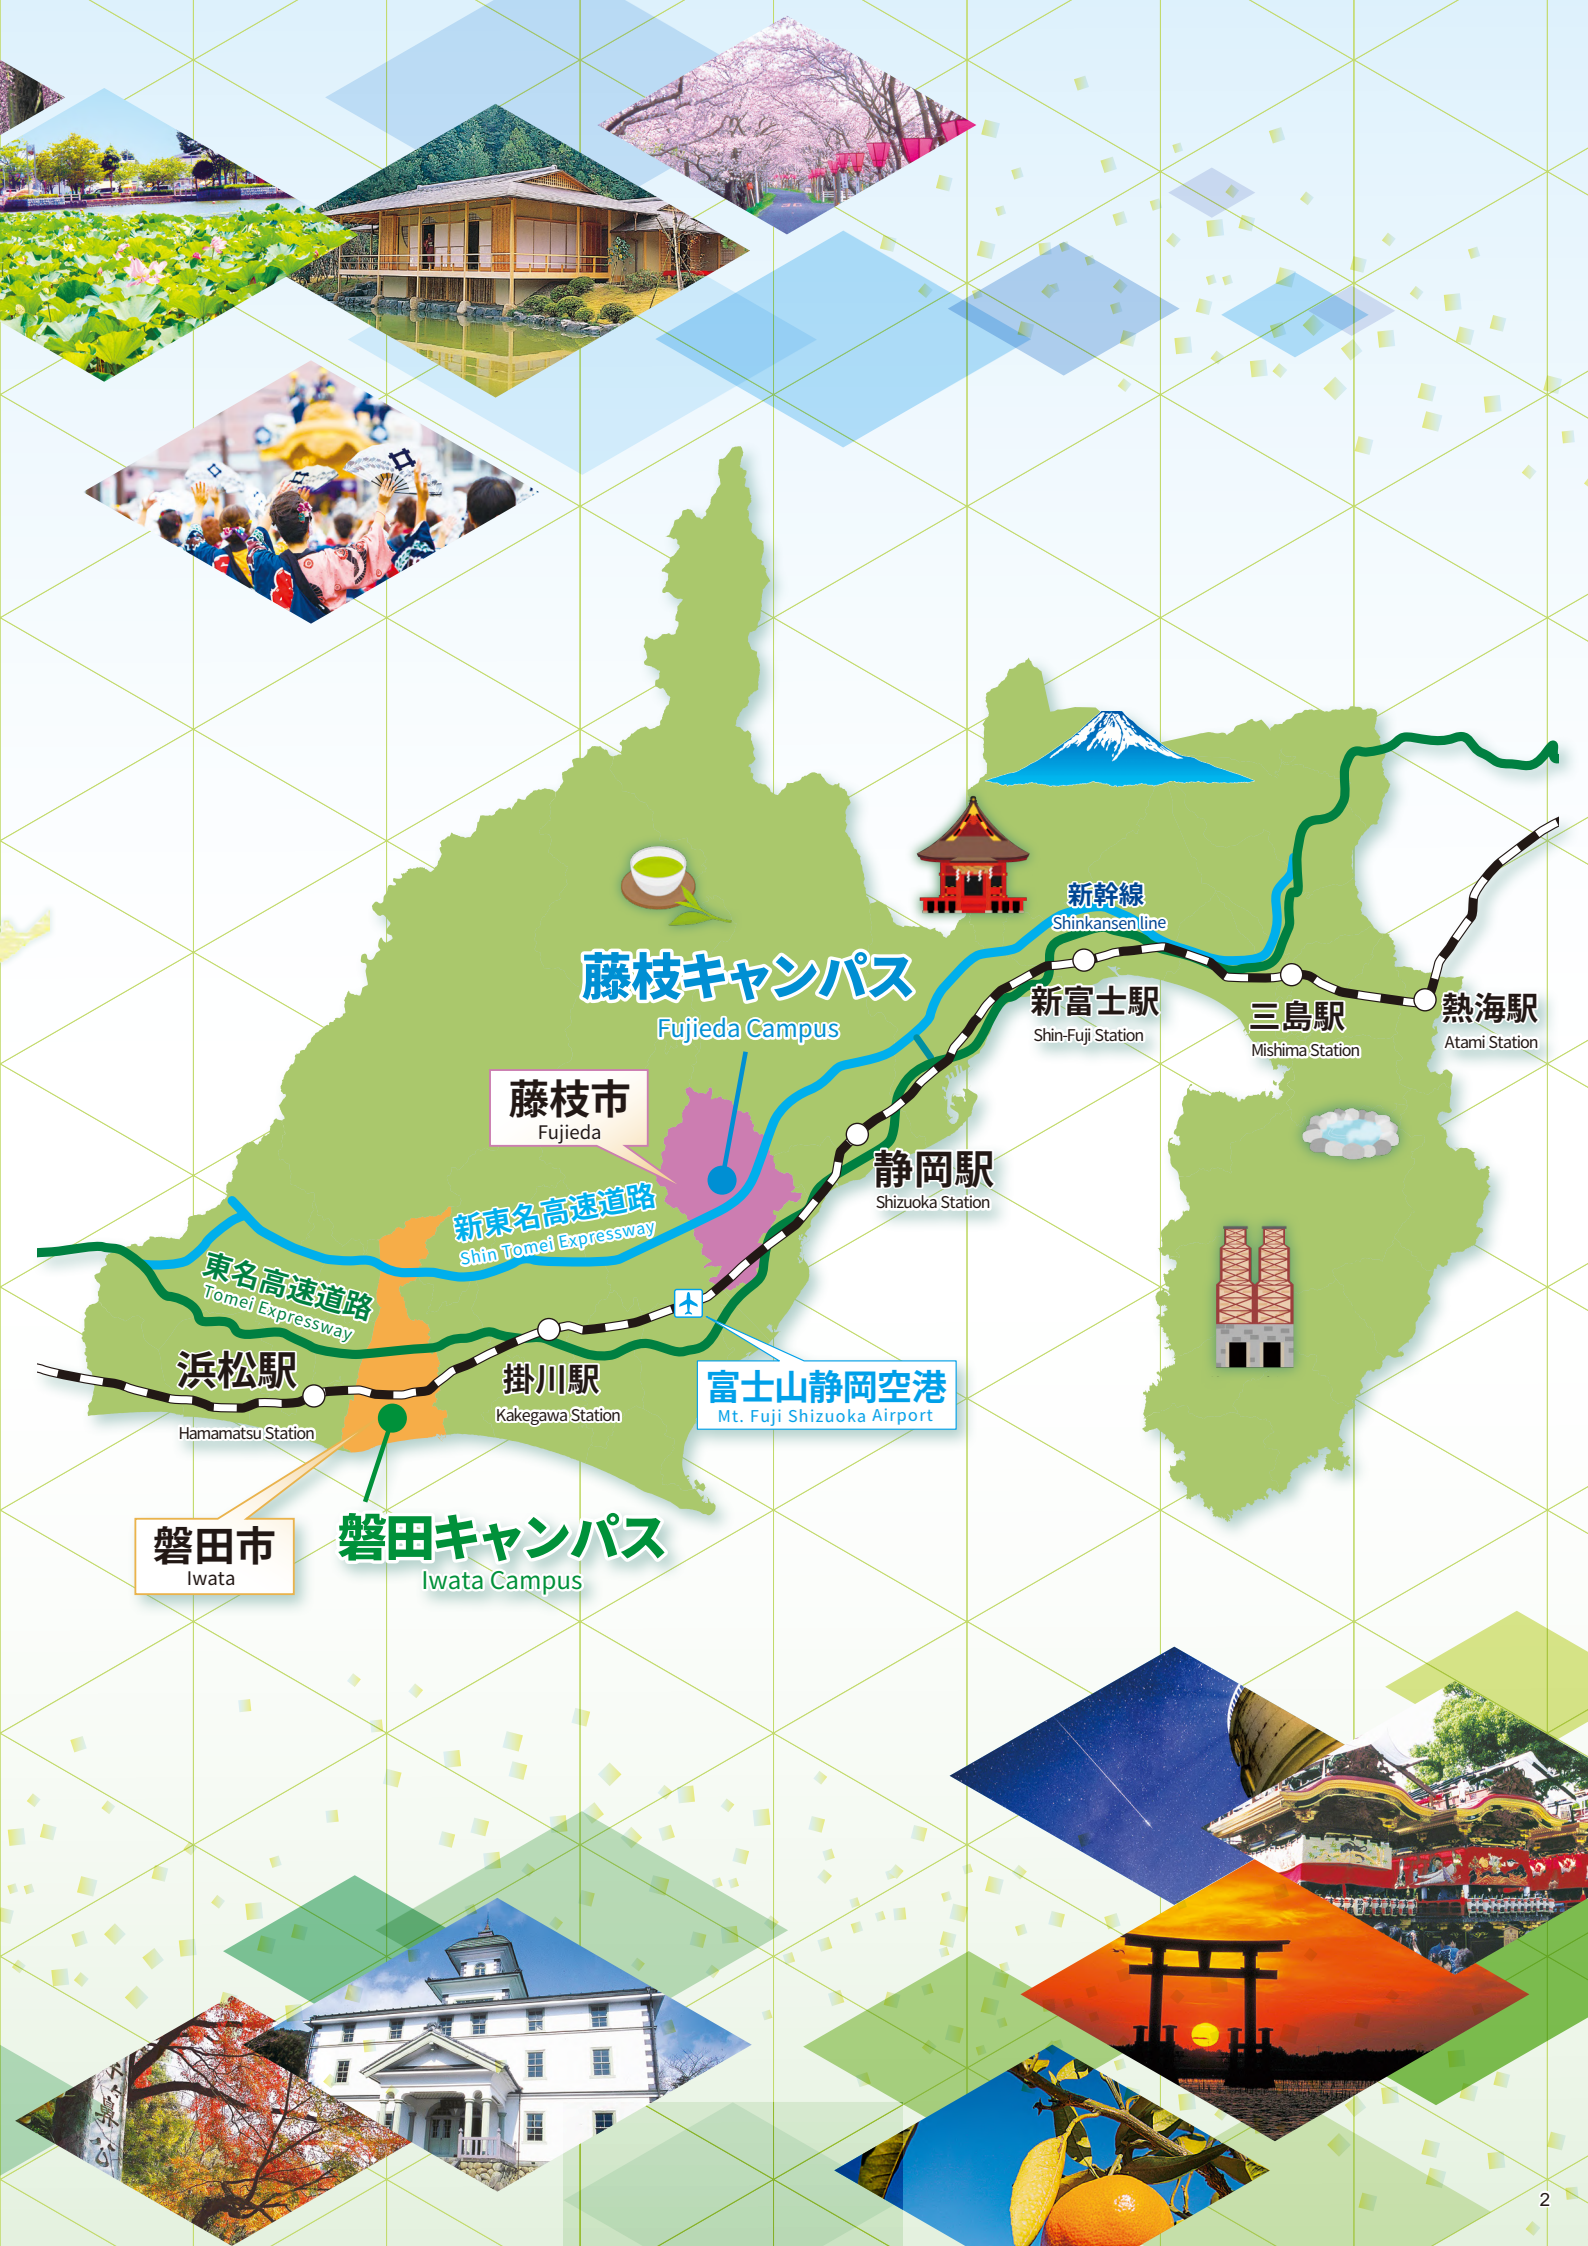 新幹線
Shinkansen line
藤枝キャンパス
Fujieda Campus
新富士駅
Shin-Fuji Station
三島駅
Mishima Station
熱海駅
Atami Station
藤枝市
Fujieda
静岡駅
Shizuoka Station
新東名高速道路
Shin Tomei Expressway
東名高速道路
Tomei Expressway
浜松駅
Hamamatsu Station
掛川駅
Kakegawa Station
富士山静岡空港
Mt. Fuji Shizuoka Airport
磐田市
Iwata
磐田キャンパス
Iwata Campus
2